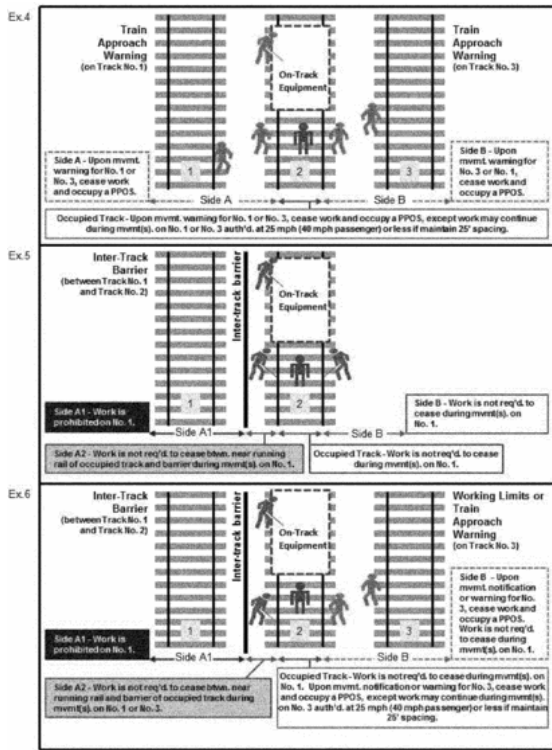 Ex.4
Train
Approach
Warning
(on Track No. 1)
On-Track
Equipment
Train
Approach
Warning
(on Track No. 3)
Side A - Upon
mvmt. warning
for No. 1 or
No. 3, cease work
and occupy a
PPOS.
1
2
3
Side B - Upon
mvmt. warning
for No. 3 or
No. 1,
cease work and
occupy a PPOS.
Side A
Side B
Occupied Track - Upon mvmt. warning for No. 1 or No. 3, cease work and occupy a PPOS, except work may continue
during mvmt(s). on No. 1 or No. 3 auth'd. at 25 mph (40 mph passenger) or less if maintain 25' spacing.
Ex.5
Inter-Track
Barrier
(between Track No. 1
and Track No. 2)
Inter-track barrier
On-Track
Equipment
1
2
Side A1 - Work is
prohibited on No. 1.
Side A1
Side B
Side B - Work is not req'd. to
cease during mvmt(s). on
No. 1.
Side A2 - Work is not req'd. to cease btwn. near running
rail of occupied track and barrier during mvmt(s). on No. 1.
Occupied Track - Work is not req'd. to cease
during mvmt(s). on No. 1.
Ex.6
Inter-Track
Barrier
(between Track No. 1
and Track No. 2)
Inter-track barrier
On-Track
Equipment
Working Limits or
Train
Approach
Warning
(on Track No. 3)
1
2
3
Side B - Upon
mvmt. notification
or warning for No.
3, cease work
and occupy a PPOS.
Work is not req'd.
to cease during
mvmt(s). on No. 1.
Side A1 - Work is
prohibited on No. 1.
Side A1
Side B
Side A2 - Work is not req'd. to cease btwn. near
running rail and barrier of occupied track during
mvmt(s). on No. 1 or No. 3.
Occupied Track - Work is not req'd. to cease during mvmt(s). on
No. 1. Upon mvmt. notification or warning for No. 3, cease work
and occupy a PPOS, except work may continue during mvmt(s).
on No. 3 auth'd. at 25 mph (40 mph passenger) or less if maintain
25' spacing.